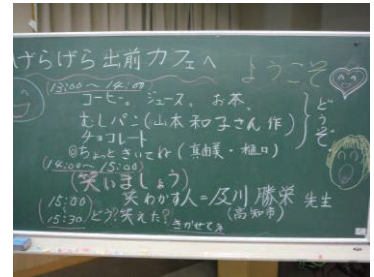 げらげら出前カフェへ ようこそ
(13:00〜14:00)
コーヒー。ジュース。お茶.
むしパン(山本和子さん作)
チョコレート
どうぞ
◎ちょっときいてね(真由美・樋口)
(14:00〜15:00)
(笑いましょう)
笑わかす人=及川勝栄先生
(高知市)
(15:00〜15:30)どう?笑えた?きかせてネ